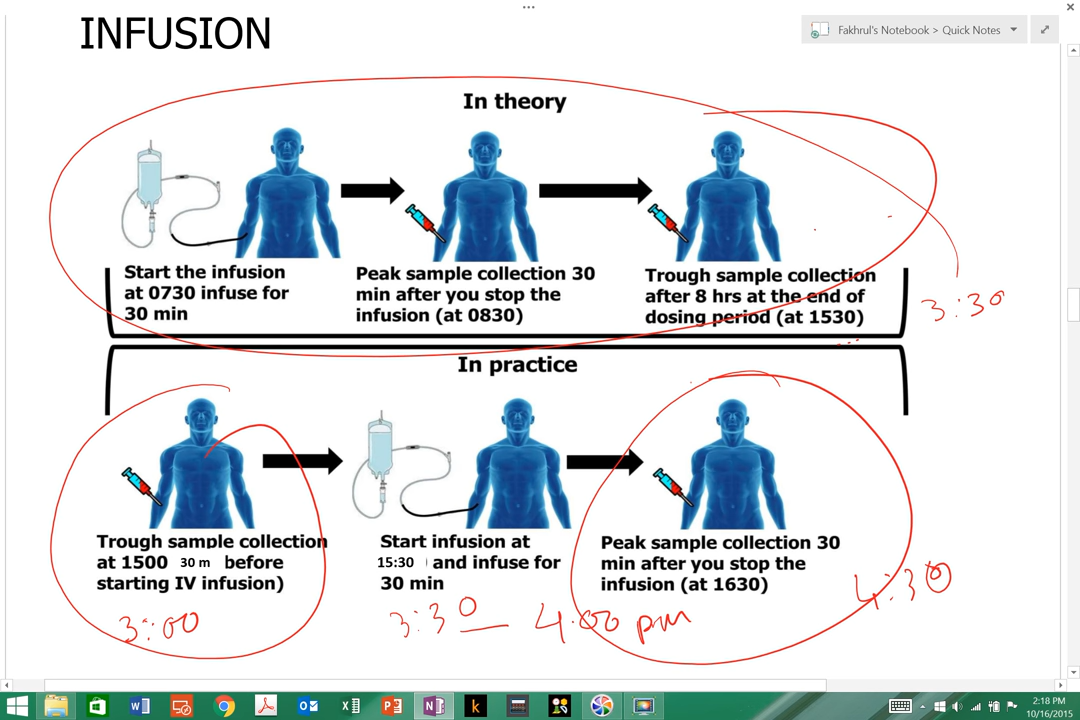 INFUSION
Fakhrul's Notebook > Quick Notes
In theory
Start the infusion
at 0730 infuse for
30 min
Peak sample collection 30
min after you stop the
infusion (at 0830)
Trough sample collection
after 8 hrs at the end of
dosing period (at 1530)
3:30
In practice
Trough sample collection
at 1500 30 m before
starting IV infusion)
3:00
Start infusion at
15:30 and infuse for
30 min
3:30 4.00 pm
Peak sample collection 30
min after you stop the
infusion (at 1630)
4:30
2:18 PM
10/16/2015